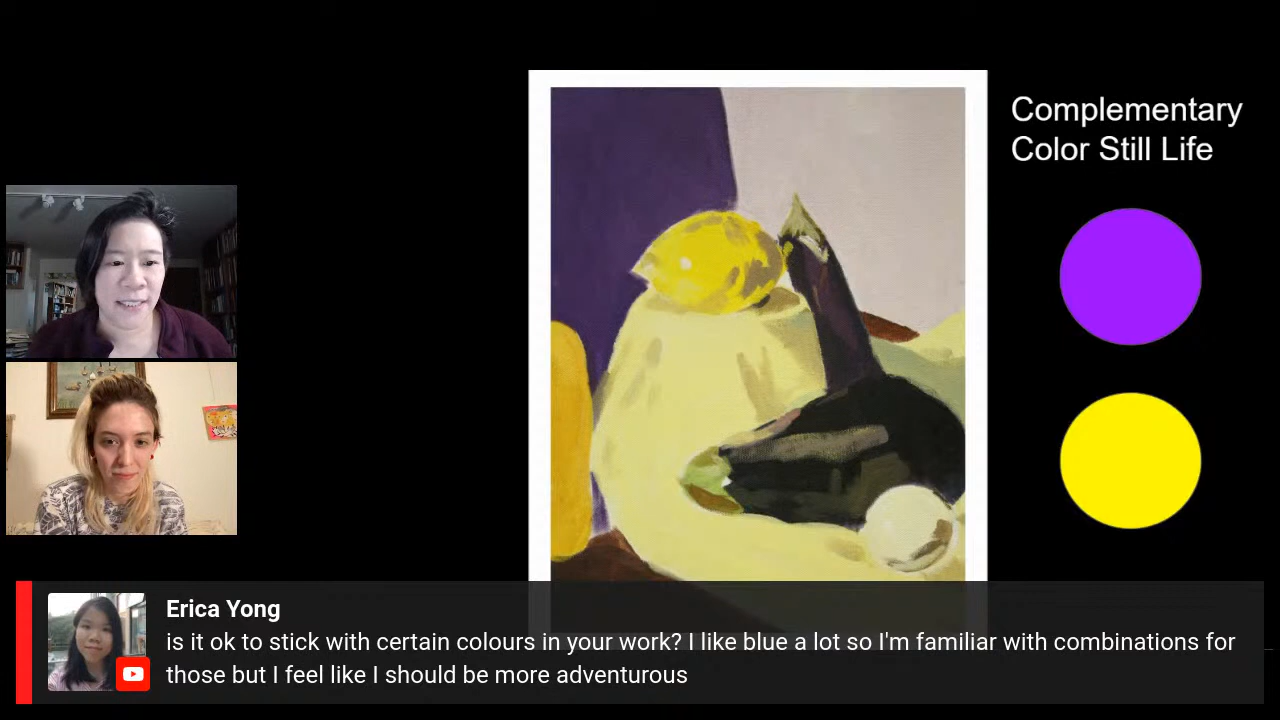 Complementary
Color Still Life
Erica Yong
is it ok to stick with certain colours in your work? I like blue a lot so I'm familiar with combinations for
those but I feel like I should be more adventurous